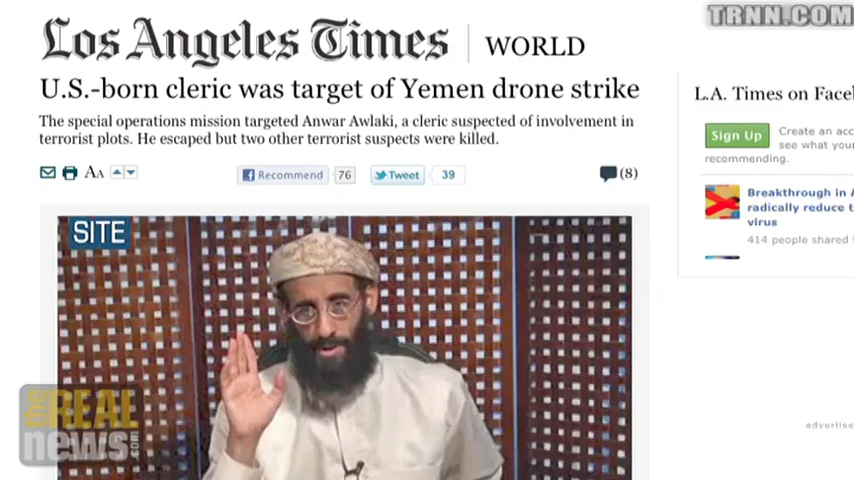 TRNN.COM
Los Angeles Times | WORLD
U.S.-born cleric was target of Yemen drone strike
The special operations mission targeted Anwar Awlaki, a cleric suspected of involvement in
terrorist plots. He escaped but two other terrorist suspects were killed.
AA
Recommend 76
Tweet 39
(8)
L.A. Times on Facel
Sign Up
Create an acc
see what your
recommending.
Breakthrough in A
radically reduce t
virus
414 people shared
advertise
SITE
the
REAL
news.com